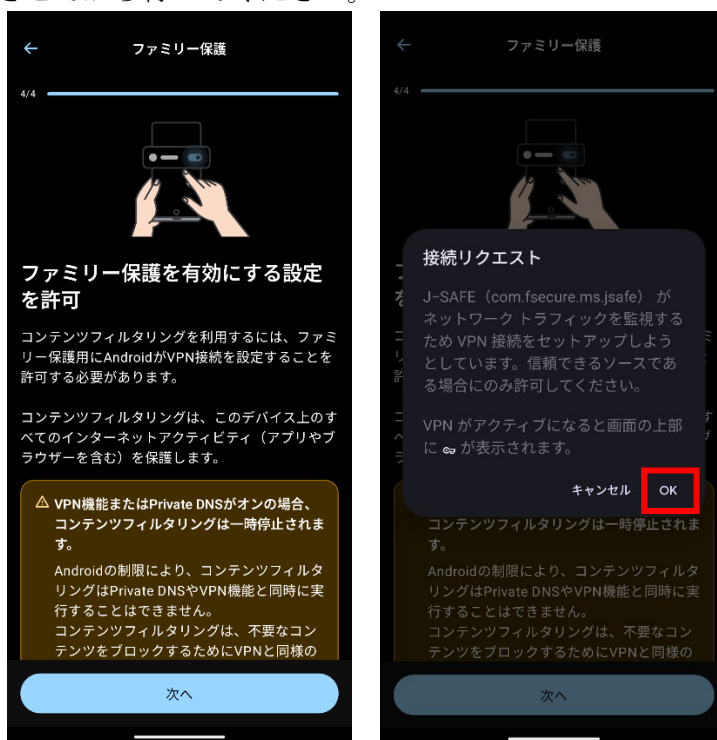 ファミリー保護
4/4
ファミリー保護を有効にする設定
を許可
コンテンツフィルタリングを利用するには、ファミ
リー保護用にAndroidがVPN接続を設定することを
許可する必要があります。
コンテンツフィルタリングは、このデバイス上のす
べてのインターネットアクティビティ（アプリやブ
ラウザーを含む）を保護します。
VPN機能またはPrivate DNSがオンの場合、
コンテンツフィルタリングは一時停止されま
す。
Androidの制限により、コンテンツフィルタ
リングはPrivate DNSやVPN機能と同時に実
行することはできません。
コンテンツフィルタリングは、不要なコン
テンツをブロックするためにVPNと同様の
次へ
ファミリー保護
4/4
接続リクエスト
J-SAFE（com.fsecure.ms.jsafe）が
ネットワーク トラフィックを監視する
ため VPN 接続をセットアップしよう
としています。信頼できるソースであ
る場合にのみ許可してください。
VPN がアクティブになると画面の上部
に が表示されます。
キャンセル OK
コンテンツフィルタリングは一時停止されま
す。
Androidの制限により、コンテンツフィルタ
リングはPrivate DNSやVPN機能と同時に実
行することはできません。
コンテンツフィルタリングは、不要なコン
テンツをブロックするためにVPNと同様の
次へ